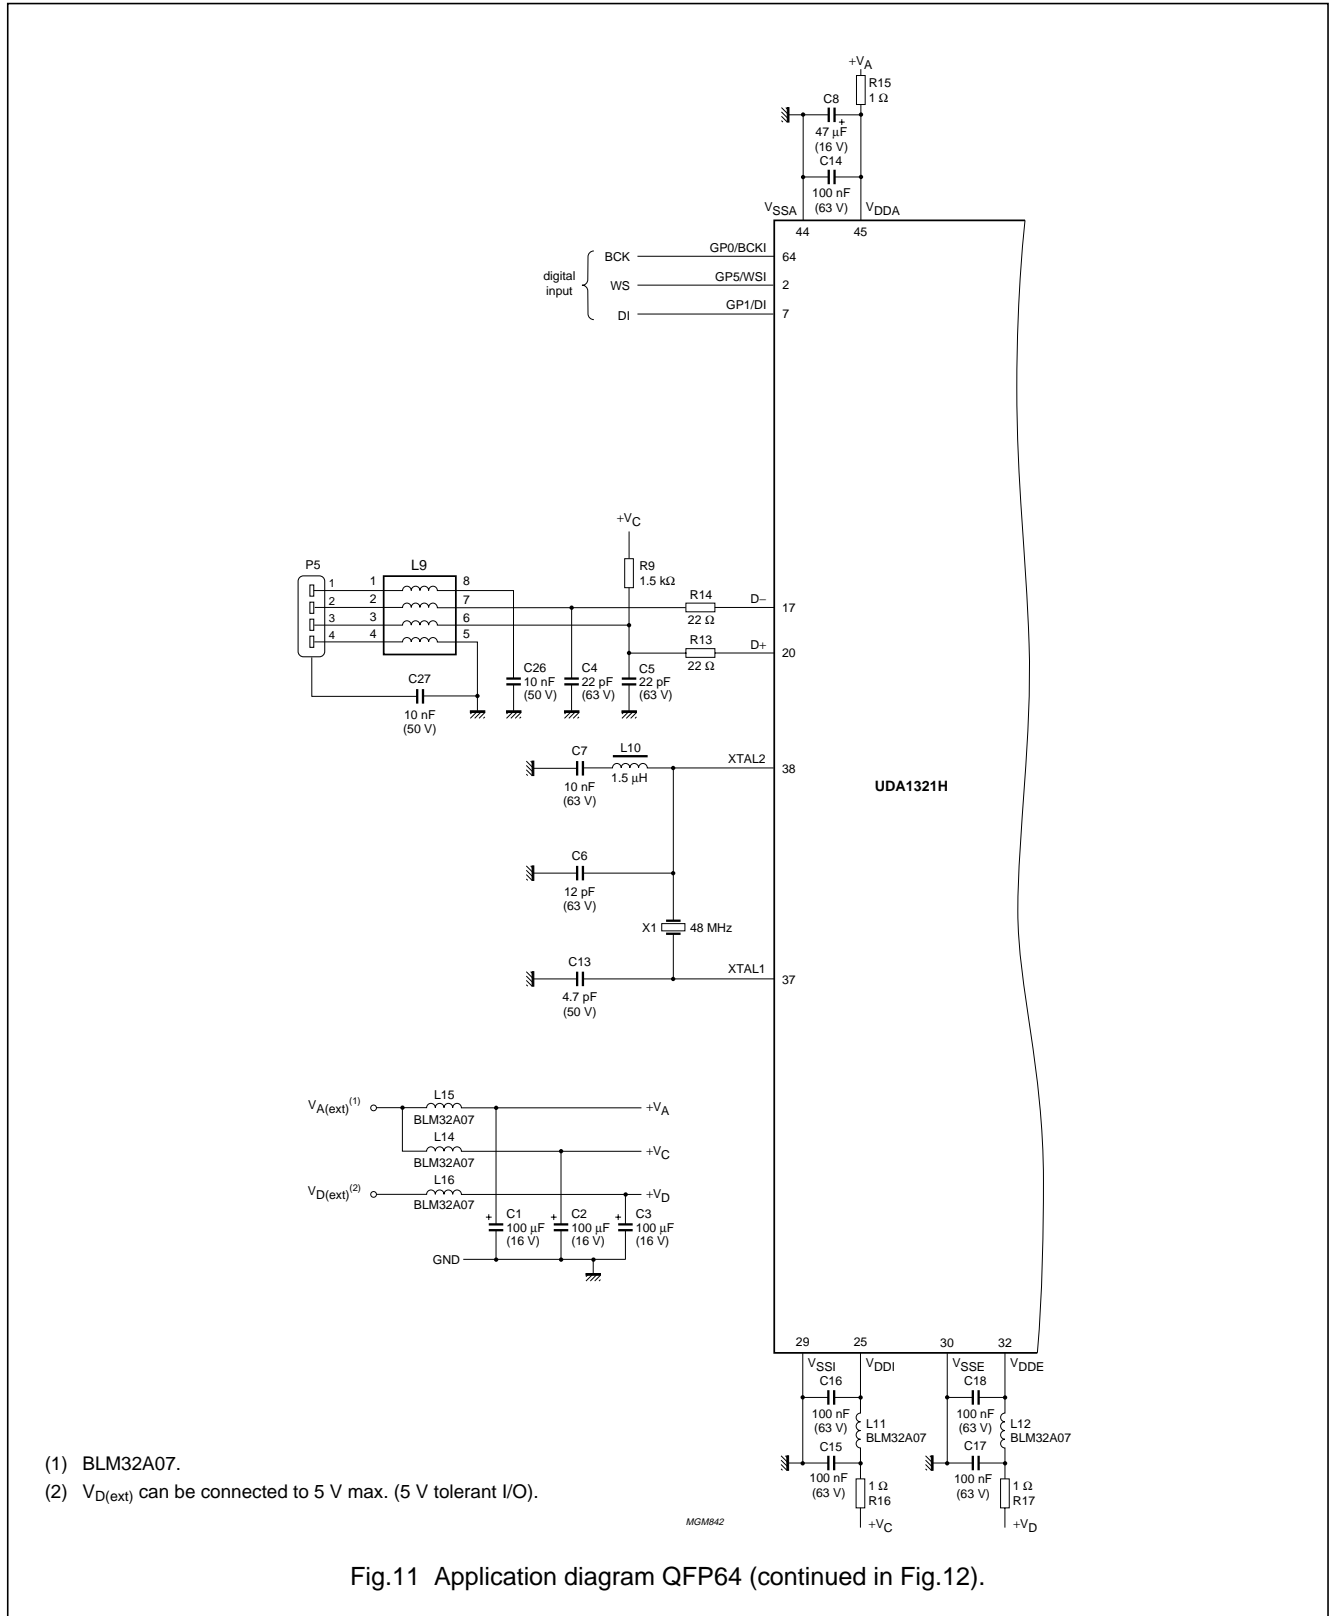 +VA
R15
1 Ω
C8
+
47 µF
(16 V)
C14
100 nF
(63 V)
VSSA
VDDA
44
45
BCK
GP0/BCKI
64
digital
input
WS
GP5/WSI
2
DI
GP1/DI
7
+VC
R9
1.5 kΩ
P5
L9
1
1
8
2
2
7
3
3
6
4
4
5
R14
22 Ω
D−
17
R13
22 Ω
D+
20
C26
10 nF
(50 V)
C4
22 pF
(63 V)
C5
22 pF
(63 V)
C27
10 nF
(50 V)
C7
10 nF
(63 V)
L10
1.5 µH
XTAL2
38
UDA1321H
C6
12 pF
(63 V)
X1
48 MHz
C13
4.7 pF
(50 V)
XTAL1
37
VA(ext)(1)
L15
BLM32A07
+VA
L14
BLM32A07
+VC
VD(ext)(2)
L16
BLM32A07
+VD
+
C1
100 µF
(16 V)
+
C2
100 µF
(16 V)
+
C3
100 µF
(16 V)
GND
29
25
30
32
VSSI
VDDI
VSSE
VDDE
C16
100 nF
(63 V)
L11
BLM32A07
C15
100 nF
(63 V)
1 Ω
R16
+VC
C18
100 nF
(63 V)
L12
BLM32A07
C17
100 nF
(63 V)
1 Ω
R17
+VD
(1) BLM32A07.
(2) VD(ext) can be connected to 5 V max. (5 V tolerant I/O).
MGM842
Fig.11 Application diagram QFP64 (continued in Fig.12).